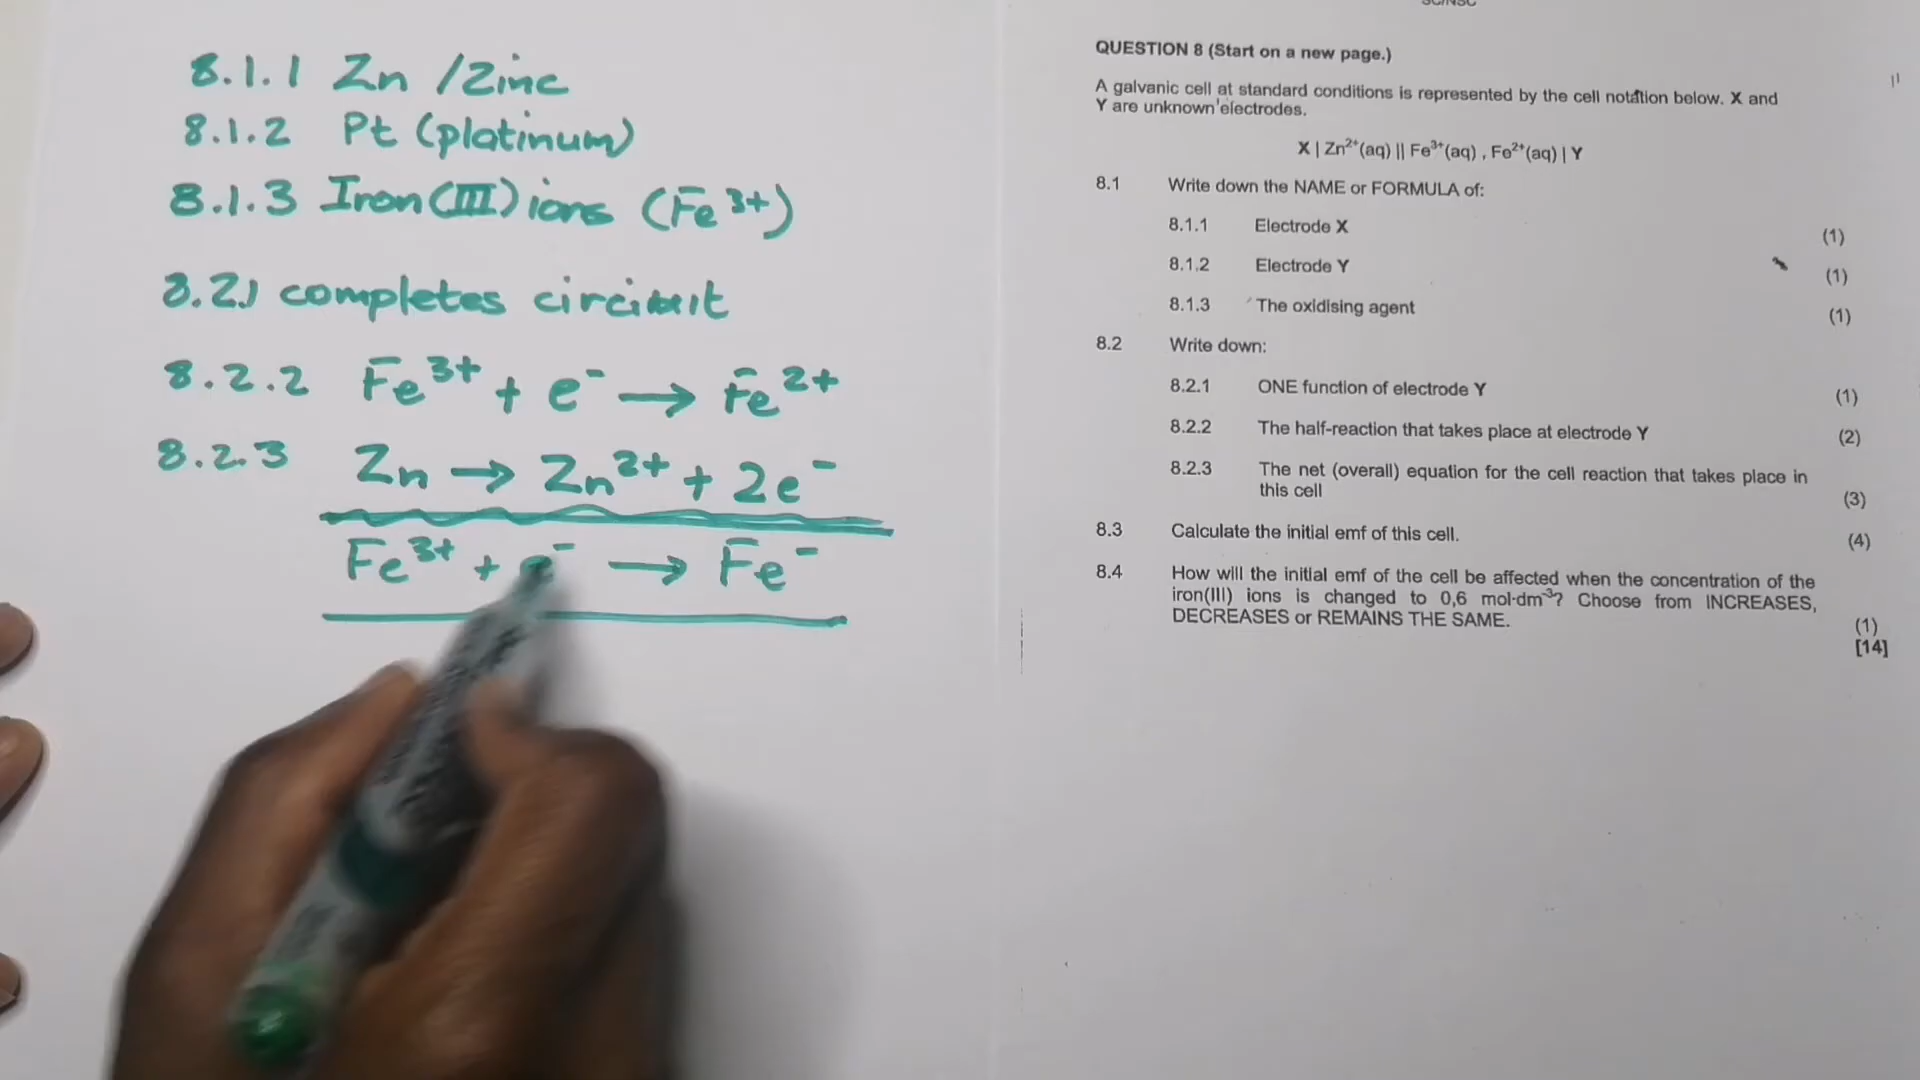 8.1.1 Zn /Zinc
8.1.2 Pt (platinum)
8.1.3 Iron(III) ions (Fe³⁺)
8.2.1 completes circuit
8.2.2 Fe³⁺ + e⁻ → Fe²⁺
8.2.3 Zn → Zn²⁺ + 2e⁻
Fe³⁺ + e⁻ → Fe⁻
QUESTION 8 (Start on a new page.)
A galvanic cell at standard conditions is represented by the cell notation below. X and
Y are unknown electrodes.
X | Zn²⁺(aq) || Fe³⁺(aq) , Fe²⁺(aq) | Y
8.1 Write down the NAME or FORMULA of:
8.1.1 Electrode X (1)
8.1.2 Electrode Y (1)
8.1.3 The oxidising agent (1)
8.2 Write down:
8.2.1 ONE function of electrode Y (1)
8.2.2 The half-reaction that takes place at electrode Y (2)
8.2.3 The net (overall) equation for the cell reaction that takes place in
this cell (3)
8.3 Calculate the initial emf of this cell. (4)
8.4 How will the initial emf of the cell be affected when the concentration of the
iron(III) ions is changed to 0,6 mol·dm⁻³? Choose from INCREASES,
DECREASES or REMAINS THE SAME. (1)
[14]